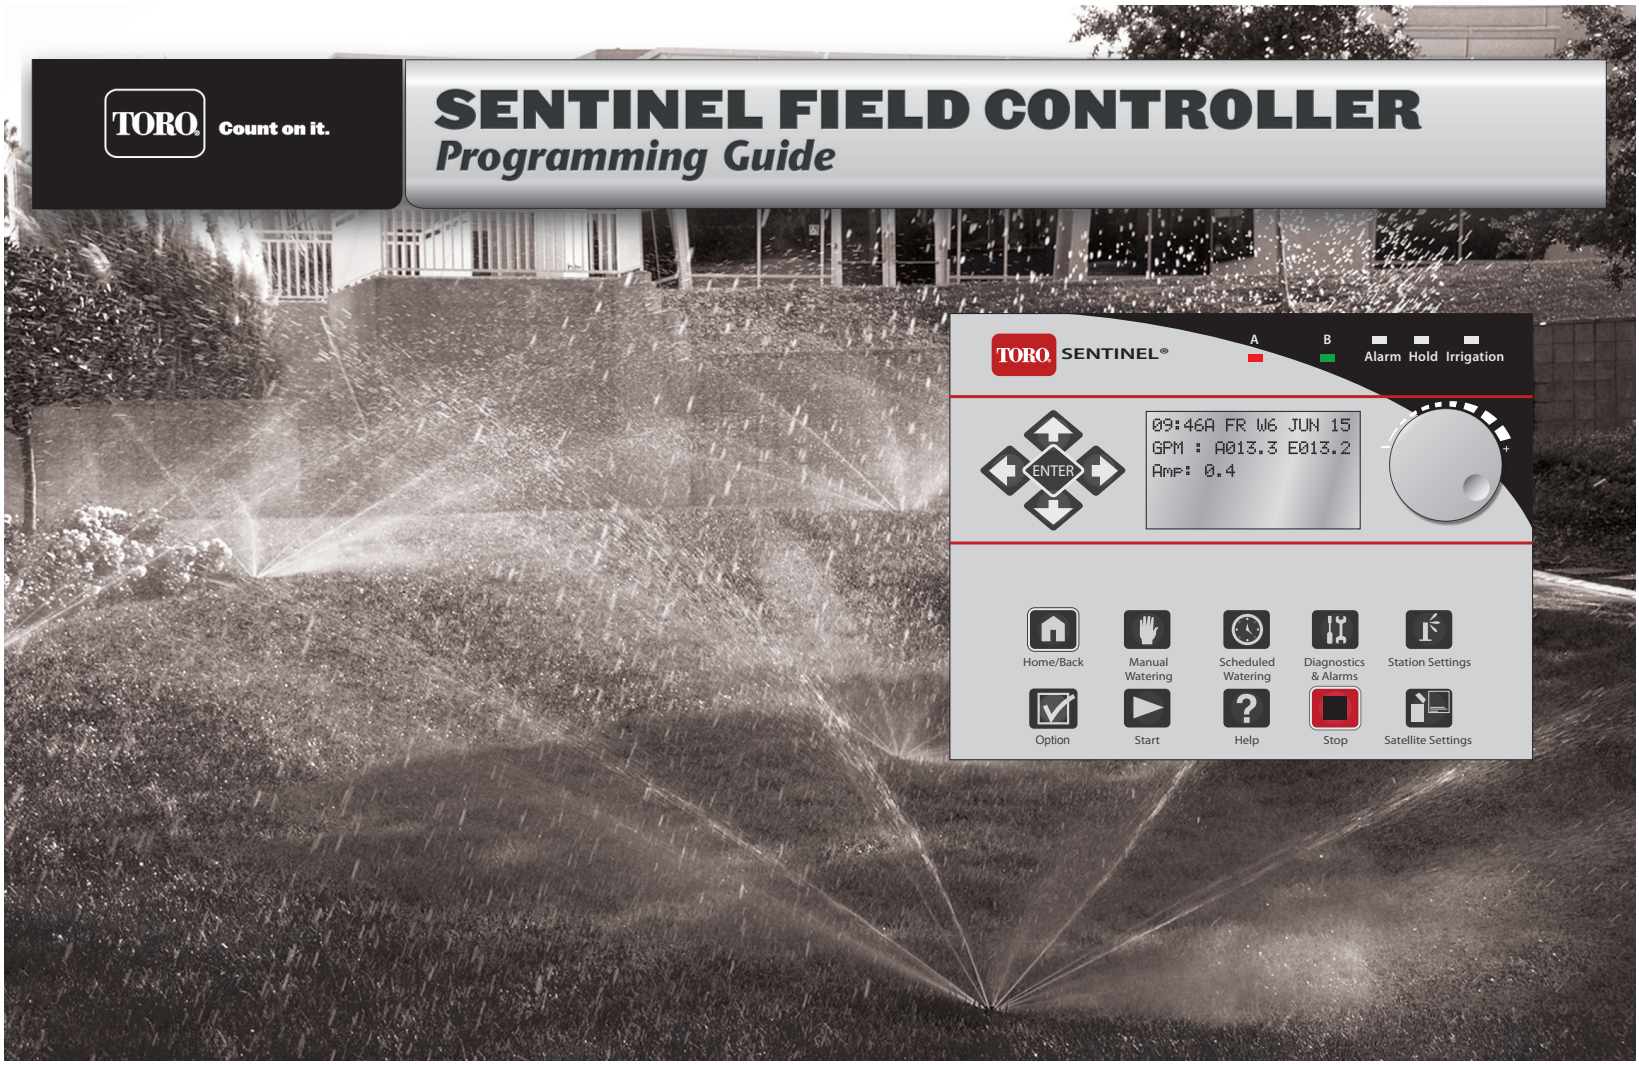 TORO® Count on it.
SENTINEL FIELD CONTROLLER
Programming Guide
TORO. SENTINEL®
A B
Alarm Hold Irrigation
ENTER
09:46A FR W6 JUN 15
GPM : A013.3 E013.2
Amp: 0.4
- +
Home/Back
Manual
Watering
Scheduled
Watering
Diagnostics
& Alarms
Station Settings
Option
Start
?
Help
Stop
Satellite Settings